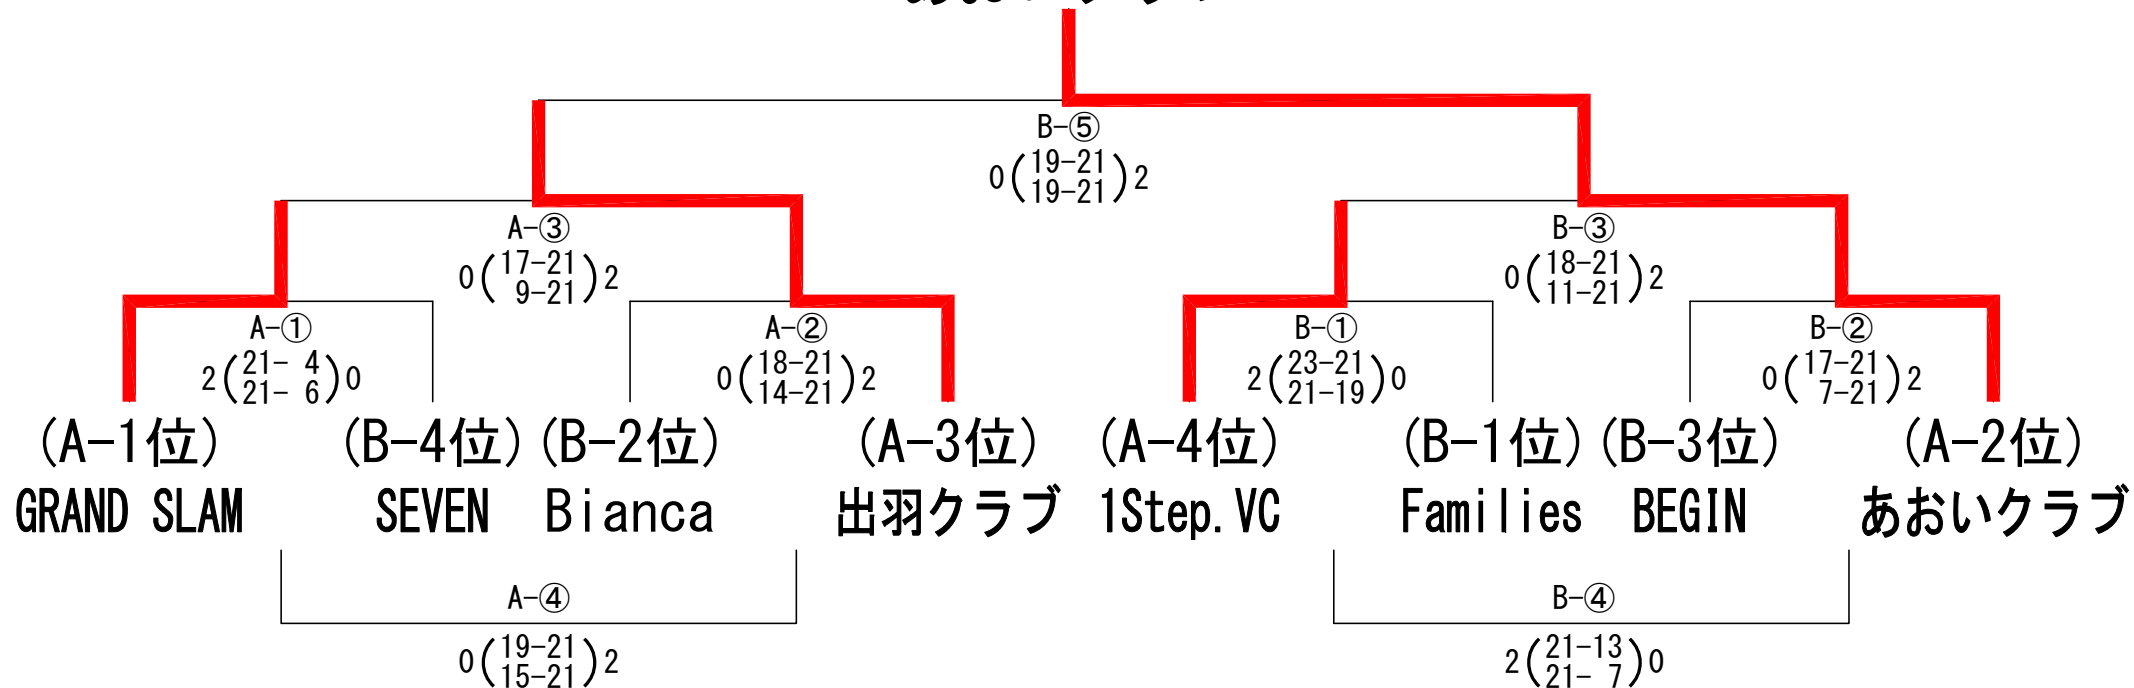 B-⑤
0(19-21
19-21)2
A-③
0(17-21
9-21)2
B-③
0(18-21
11-21)2
A-①
2(21- 4
21- 6)0
A-②
0(18-21
14-21)2
B-①
2(23-21
21-19)0
B-②
0(17-21
7-21)2
(A-1位) (B-4位) (B-2位) (A-3位) (A-4位) (B-1位) (B-3位) (A-2位)
GRAND SLAM SEVEN Bianca 出羽クラブ 1Step.VC Families BEGIN あおいクラブ
A-④
0(19-21
15-21)2
B-④
2(21-13
21- 7)0